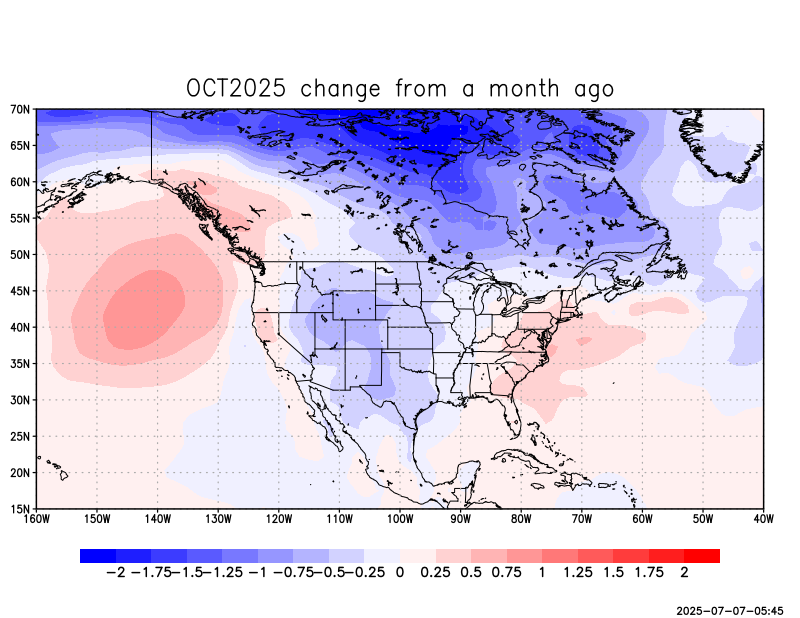 OCT2025 change from a month ago
70N
65N
60N
55N
50N
45N
40N
35N
30N
25N
20N
15N
160W 150W 140W 130W 120W 110W 100W 90W 80W 70W 60W 50W 40W
−2 −1.75 −1.5 −1.25 −1 −0.75 −0.5 −0.25 0 0.25 0.5 0.75 1 1.25 1.5 1.75 2
2025-07-07-05:45